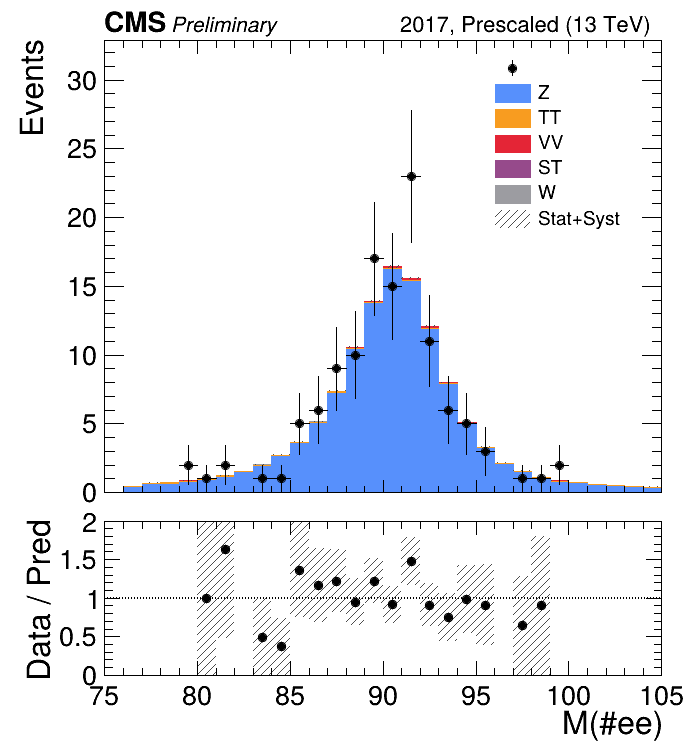 CMS Preliminary 2017, Prescaled (13 TeV)
Events
30
25
20
15
10
5
0
Z
TT
VV
ST
W
Stat+Syst
Data / Pred
2
1.5
1
0.5
0
75 80 85 90 95 100 105
M(#ee)